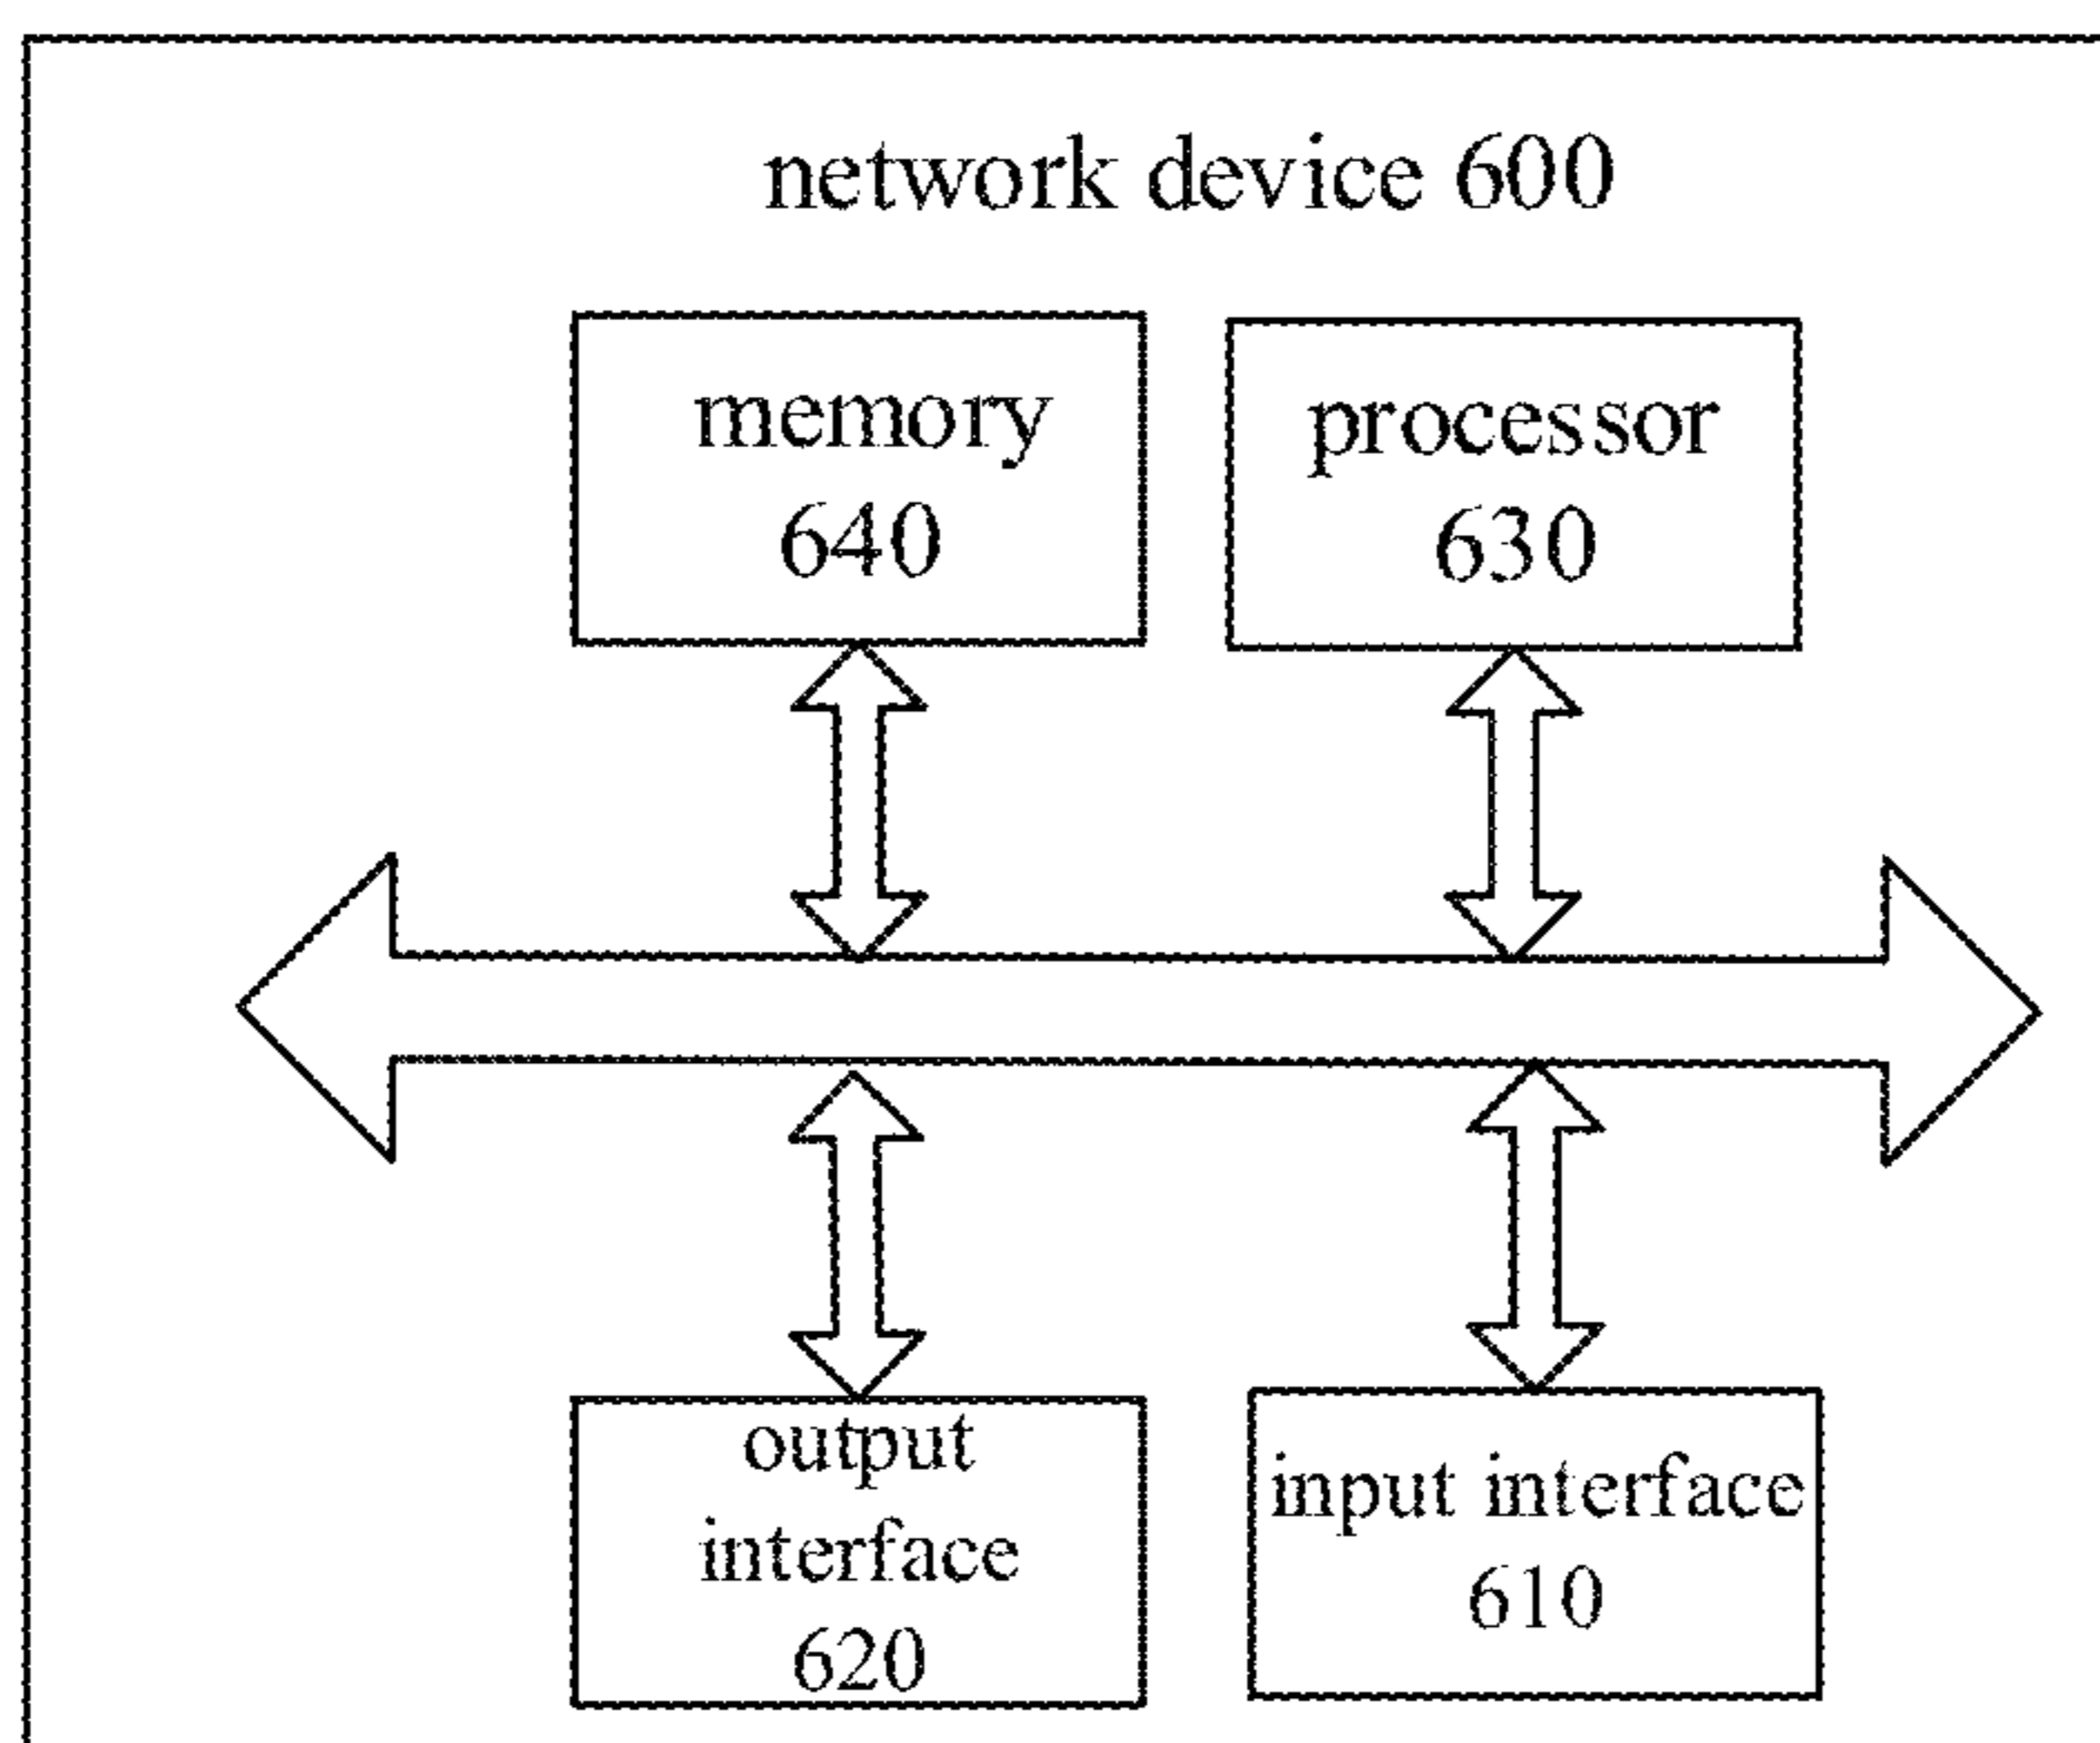 network device 600
memory
640
processor
630
output
interface
620
input interface
610